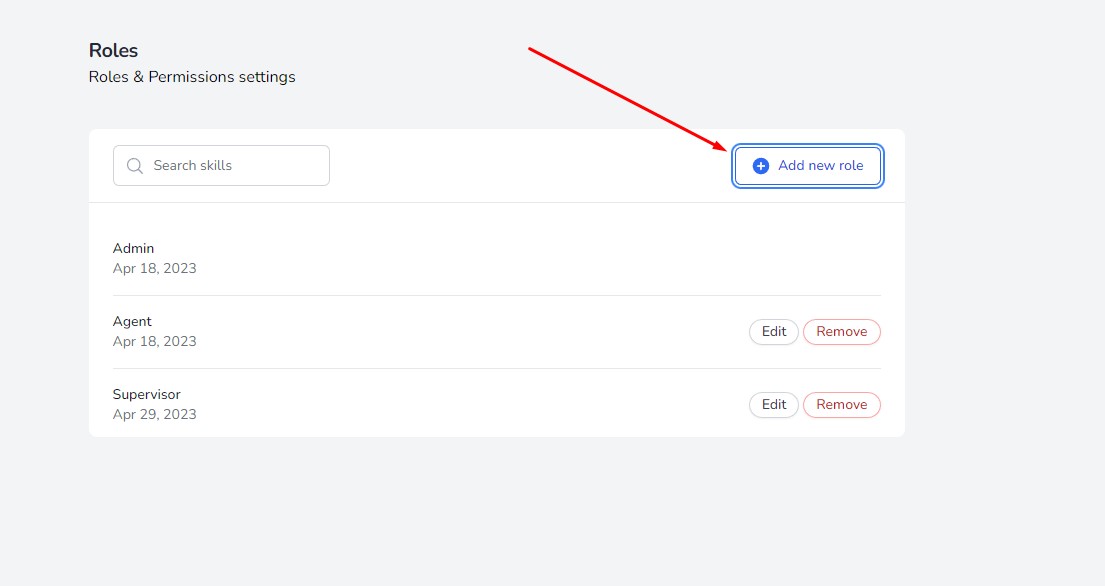 Roles
Roles & Permissions settings
Search skills
Add new role
Admin
Apr 18, 2023
Agent
Apr 18, 2023
Edit
Remove
Supervisor
Apr 29, 2023
Edit
Remove